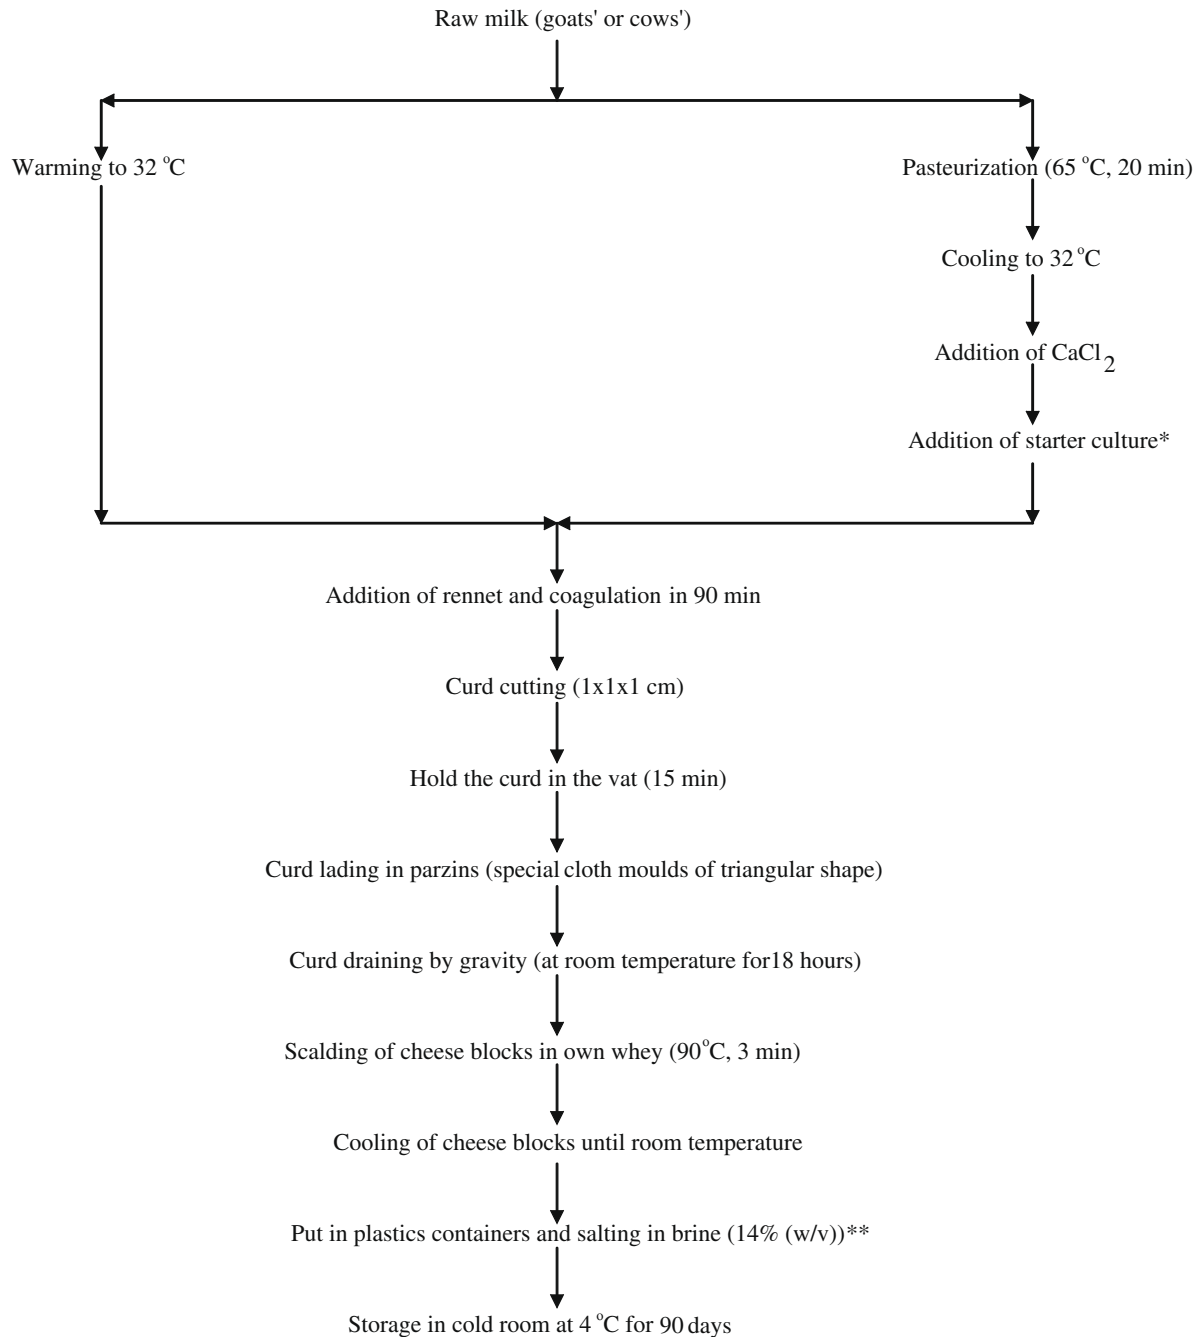 Raw milk (goats' or cows')
Warming to 32 °C
Pasteurization (65 °C, 20 min)
Cooling to 32 °C
Addition of CaCl2
Addition of starter culture*
Addition of rennet and coagulation in 90 min
Curd cutting (1x1x1 cm)
Hold the curd in the vat (15 min)
Curd lading in parzins (special cloth moulds of triangular shape)
Curd draining by gravity (at room temperature for18 hours)
Scalding of cheese blocks in own whey (90°C, 3 min)
Cooling of cheese blocks until room temperature
Put in plastics containers and salting in brine (14% (w/v))**
Storage in cold room at 4 °C for 90 days